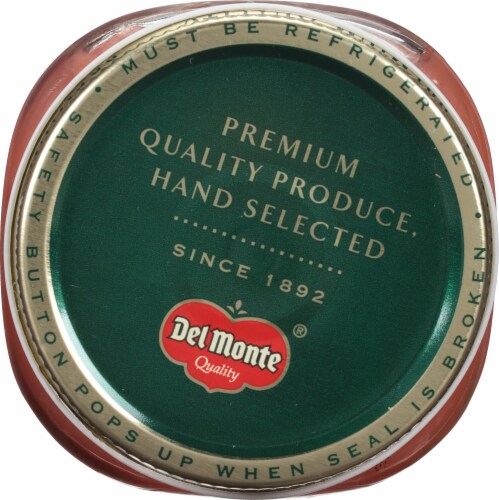 MUST BE REFRIGERATED •
SAFETY BUTTON POPS UP WHEN SEAL IS BROKEN •
PREMIUM
QUALITY PRODUCE,
HAND SELECTED
SINCE 1892
Del Monte
®
Quality